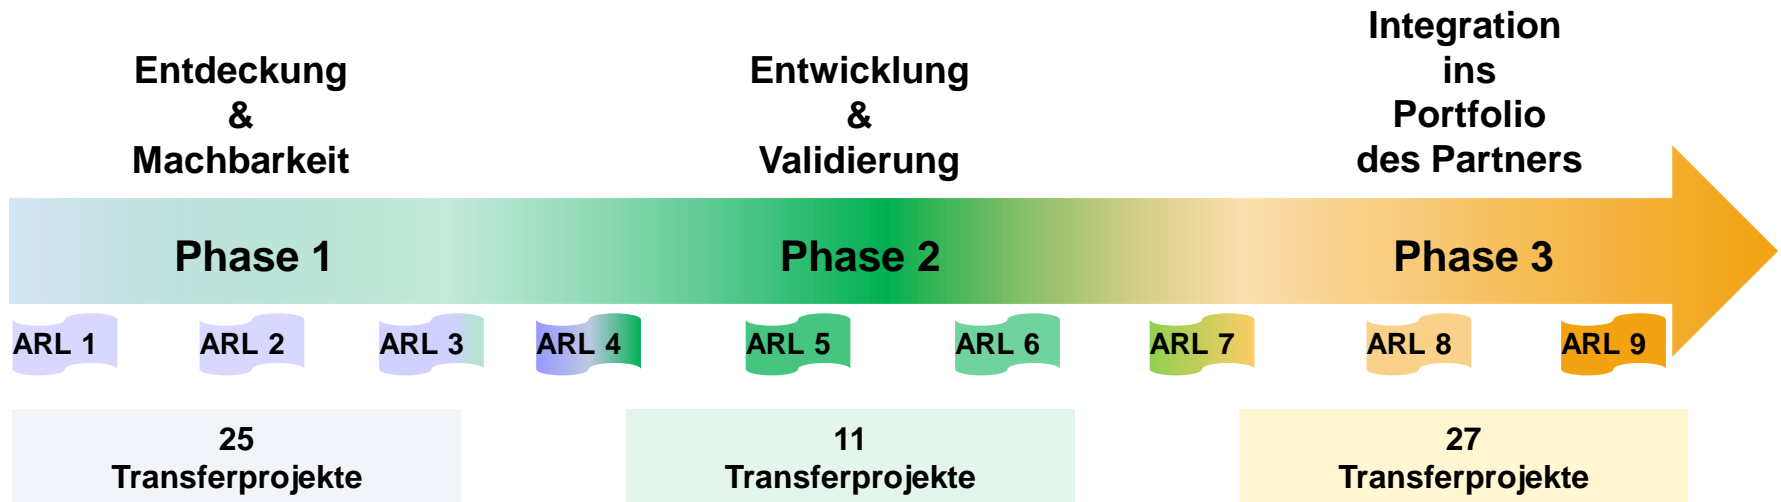 Entdeckung
&
Machbarkeit
Entwicklung
&
Validierung
Integration
ins
Portfolio
des Partners
Phase 1
Phase 2
Phase 3
ARL 1
ARL 2
ARL 3
ARL 4
ARL 5
ARL 6
ARL 7
ARL 8
ARL 9
25
Transferprojekte
11
Transferprojekte
27
Transferprojekte